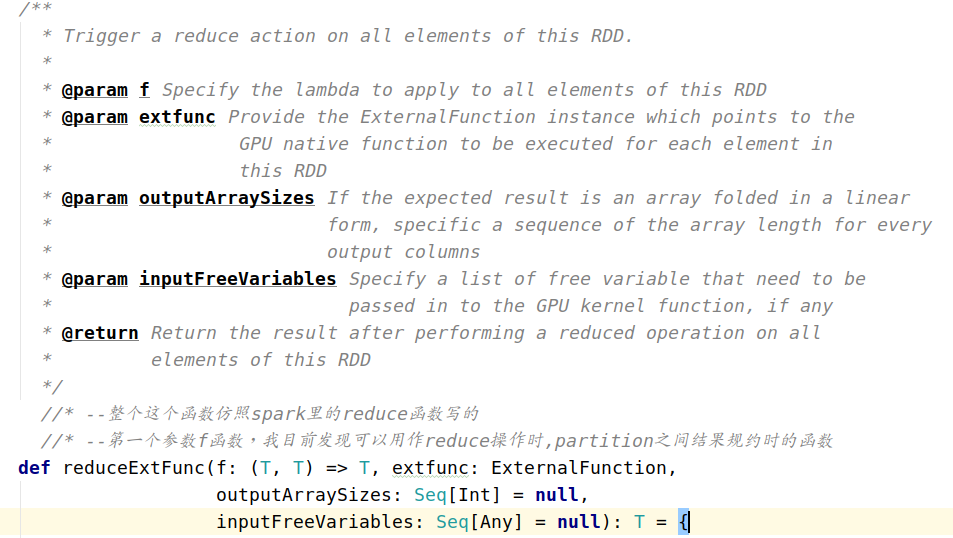 /**
* Trigger a reduce action on all elements of this RDD.
*
* @param f Specify the lambda to apply to all elements of this RDD
* @param extfunc Provide the ExternalFunction instance which points to the
* GPU native function to be executed for each element in
* this RDD
* @param outputArraySizes If the expected result is an array folded in a linear
* form, specific a sequence of the array length for every
* output columns
* @param inputFreeVariables Specify a list of free variable that need to be
* passed in to the GPU kernel function, if any
* @return Return the result after performing a reduced operation on all
* elements of this RDD
*/
//* --整个这个函数仿照spark里的reduce函数写的
//* --第一个参数f函数，我目前发现可以用作reduce操作时,partition之间结果规约时的函数
def reduceExtFunc(f: (T, T) => T, extfunc: ExternalFunction,
outputArraySizes: Seq[Int] = null,
inputFreeVariables: Seq[Any] = null): T = {